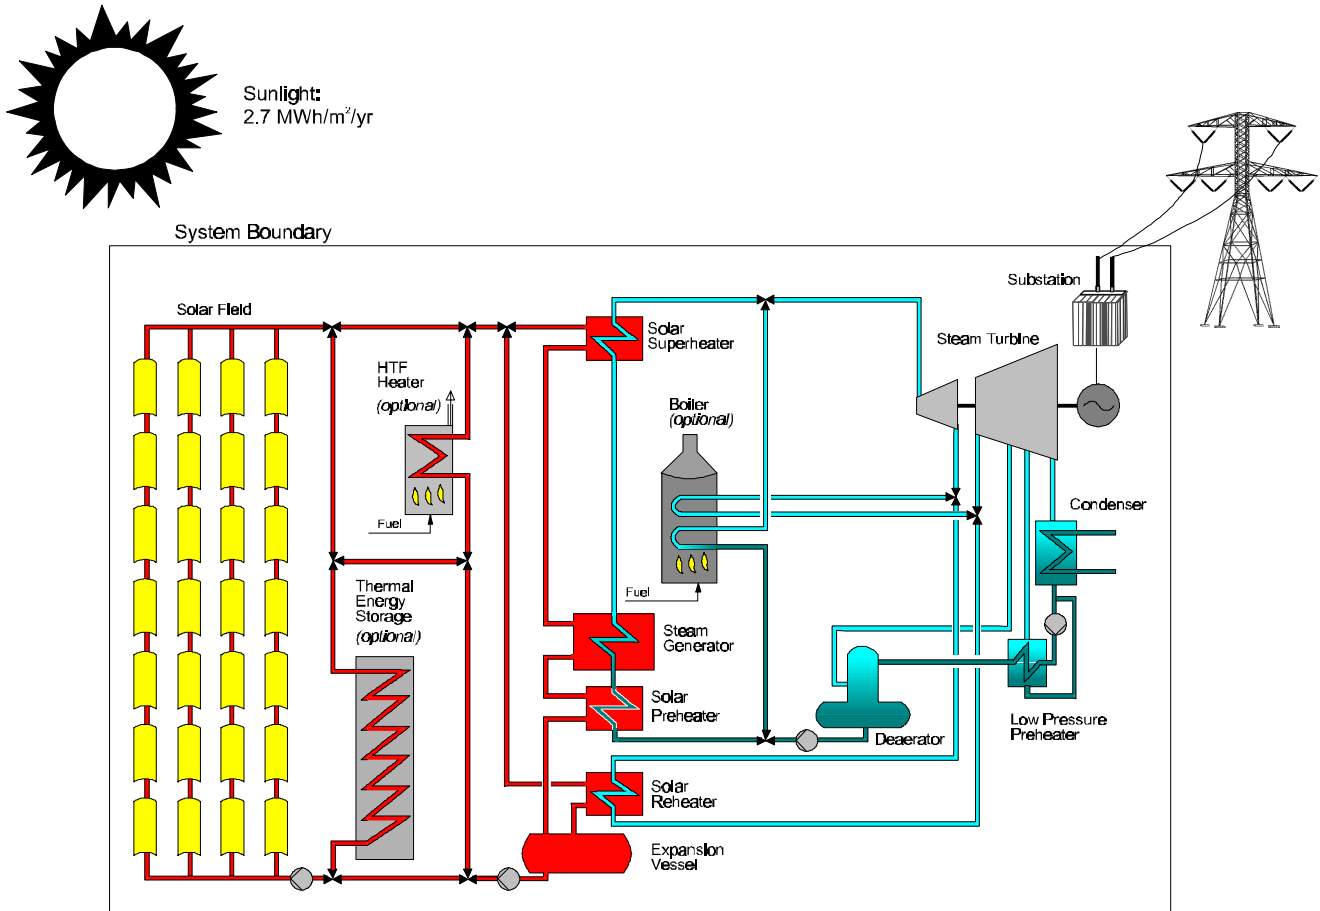 Sunlight:
2.7 MWh/m²/yr
System Boundary
Substation
Solar Field
Solar
Superheater
Steam Turbine
HTF
Heater
(optional)
Boiler
(optional)
Fuel
Condenser
Thermal
Energy
Storage
(optional)
Fuel
Steam
Generator
Solar
Preheater
Low Pressure
Preheater
Deaerator
Solar
Reheater
Expansion
Vessel